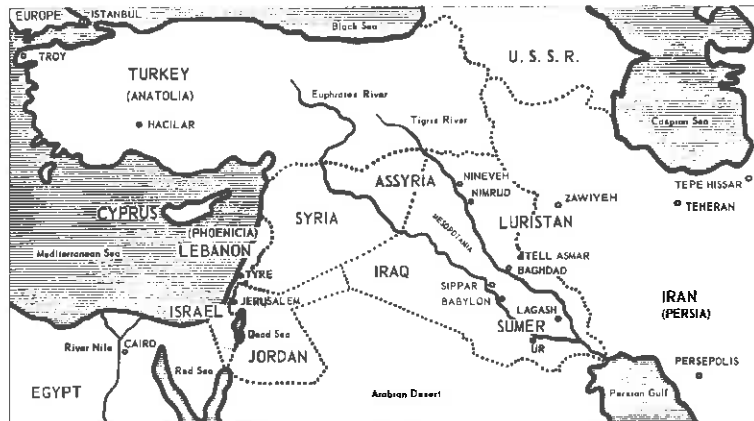 EUROPE
ISTANBUL
Black Sea
U. S. S. R.
TROY
TURKEY
(ANATOLIA)
HACILAR
Euphrates River
Tigris River
Caspian Sea
NINEVEH
ASSYRIA
NIMRUD
TEPE HISSAR
ZAWIYEH
TEHERAN
CYPRUS
SYRIA
MESOPOTAMIA
LURISTAN
(PHOENICIA)
LEBANON
Mediterranean Sea
TELL ASMAR
BAGHDAD
TYRE
IRAQ
SIPPAR
BABYLON
IRAN
(PERSIA)
JERUSALEM
ISRAEL
LAGASH
SUMER
Dead Sea
River Nile
CAIRO
JORDAN
UR
PERSEPOLIS
Red Sea
EGYPT
Arabian Desert
Persian Gulf